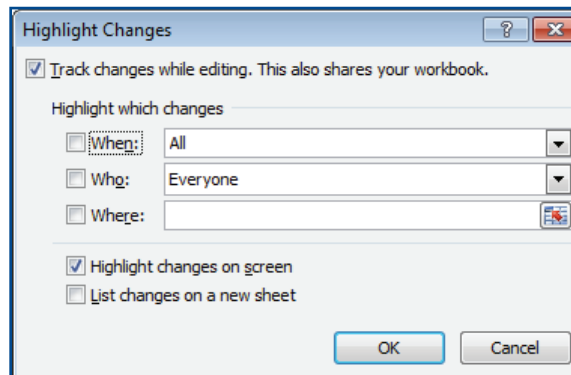 Highlight Changes
Track changes while editing. This also shares your workbook.
Highlight which changes
When: All
Who: Everyone
Where:
Highlight changes on screen
List changes on a new sheet
OK Cancel